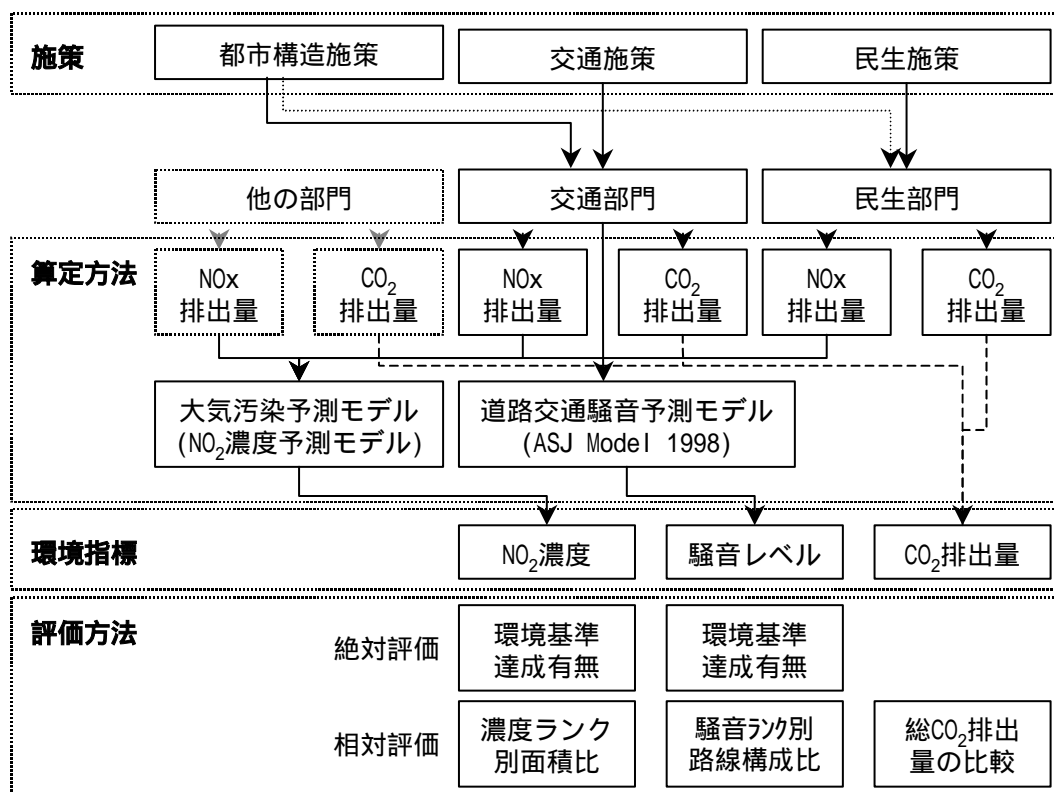 施策
都市構造施策
交通施策
民生施策
他の部門
交通部門
民生部門
算定方法
NOx
排出量
CO2
排出量
NOx
排出量
CO2
排出量
NOx
排出量
CO2
排出量
大気汚染予測モデル
(NO2濃度予測モデル)
道路交通騒音予測モデル
(ASJ Model 1998)
環境指標
NO2濃度
騒音レベル
CO2排出量
評価方法
絶対評価
環境基準
達成有無
環境基準
達成有無
相対評価
濃度ランク
別面積比
騒音ﾗﾝｸ別
路線構成比
総CO2排出
量の比較